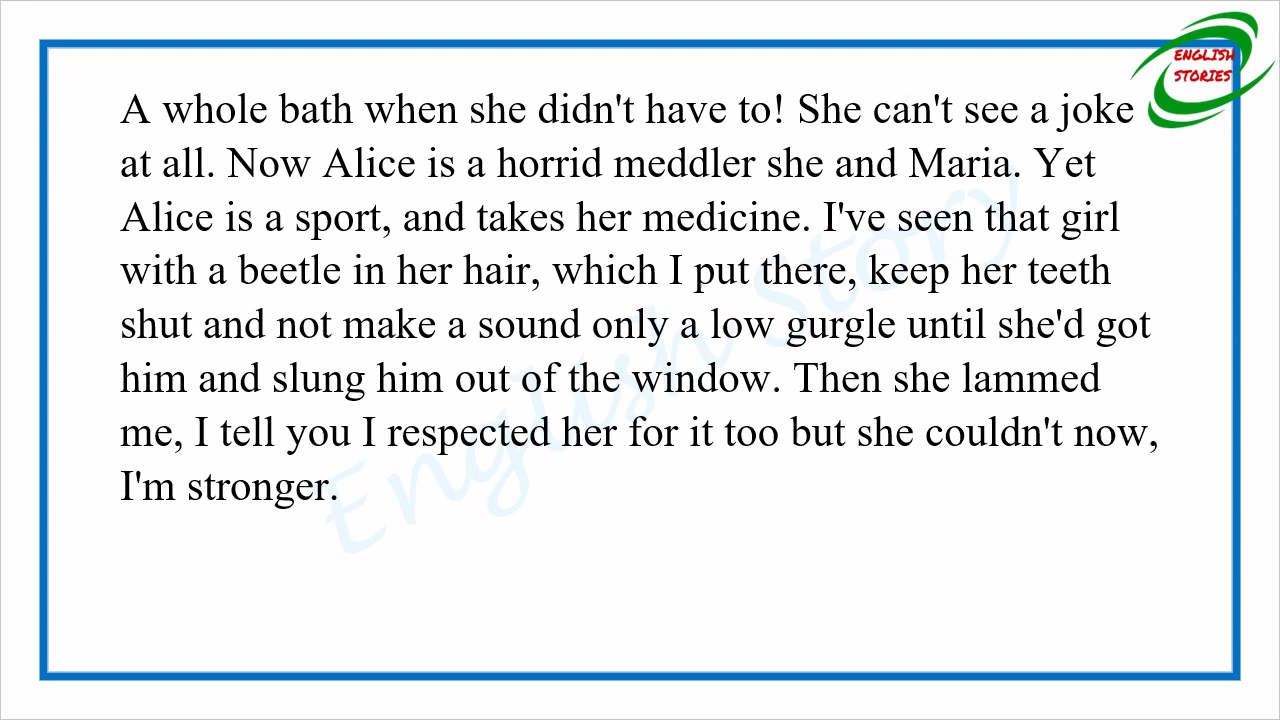 ENGLISH
STORIES
A whole bath when she didn't have to! She can't see a joke
at all. Now Alice is a horrid meddler she and Maria. Yet
Alice is a sport, and takes her medicine. I've seen that girl
with a beetle in her hair, which I put there, keep her teeth
shut and not make a sound only a low gurgle until she'd got
him and slung him out of the window. Then she lammed
me, I tell you I respected her for it too but she couldn't now,
I'm stronger.
English Story